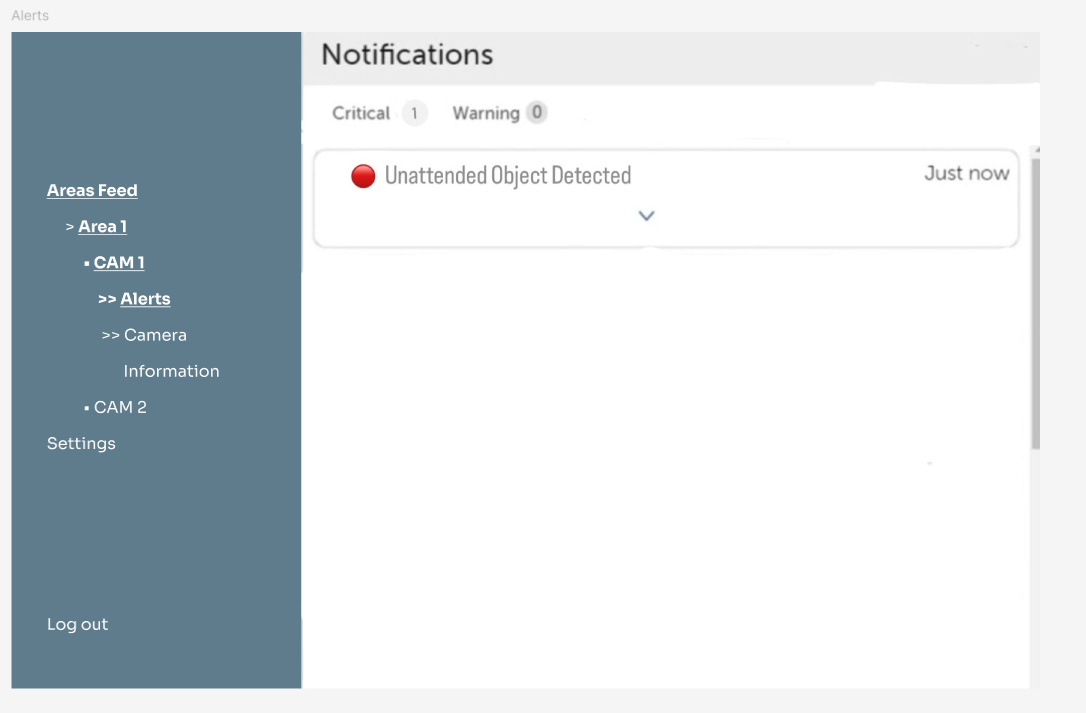 Alerts
Notifications
Critical 1 Warning 0
Unattended Object Detected Just now
Areas Feed
> Area 1
▪ CAM 1
>> Alerts
>> Camera
Information
▪ CAM 2
Settings
Log out